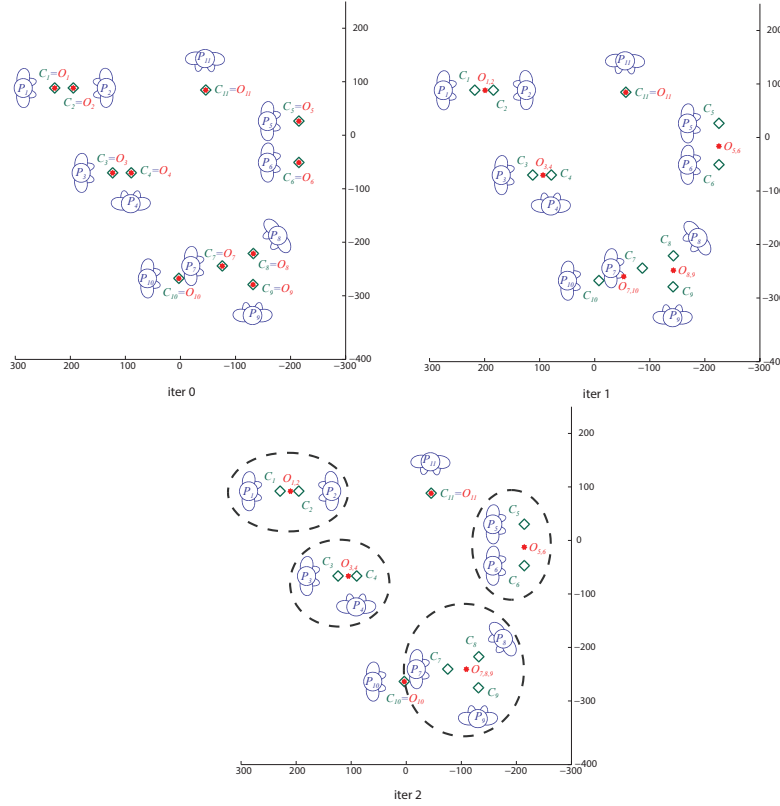 200
P11
C1=O1
P1
P2
C2=O2
C11=O11
100
C5=O5
P5
0
C3=O3
P6
P3
C4=O4
C6=O6
−100
P4
−200
C7=O7
P8
P7
C8=O8
P10
C9=O9
C10=O10
−300
P9
−400
300 200 100 0 −100 −200 −300
iter 0
200
P11
C1 O1,2
P1
P2
C2
C11=O11
100
C5
P5
0
O5,6
C3 O3,4
P6
P3
C4
C6
−100
P4
−200
C8
P8
C7
P7
O8,9
P10
O7,10
C10
C9
−300
P9
−40
300 200 100 0 −100 −200 −300
iter 1
200
P11
C1 O1,2
P1
P2
C2
C11=O11
100
C5
P5
0
O5,6
C3 O3,4
P6
P3
C4
C6
−100
P4
−200
C8
P8
C7
P7
O7,8,9
P10
C9
C10=O10
−300
P9
−400
300 200 100 0 −100 −200 −300
iter 2